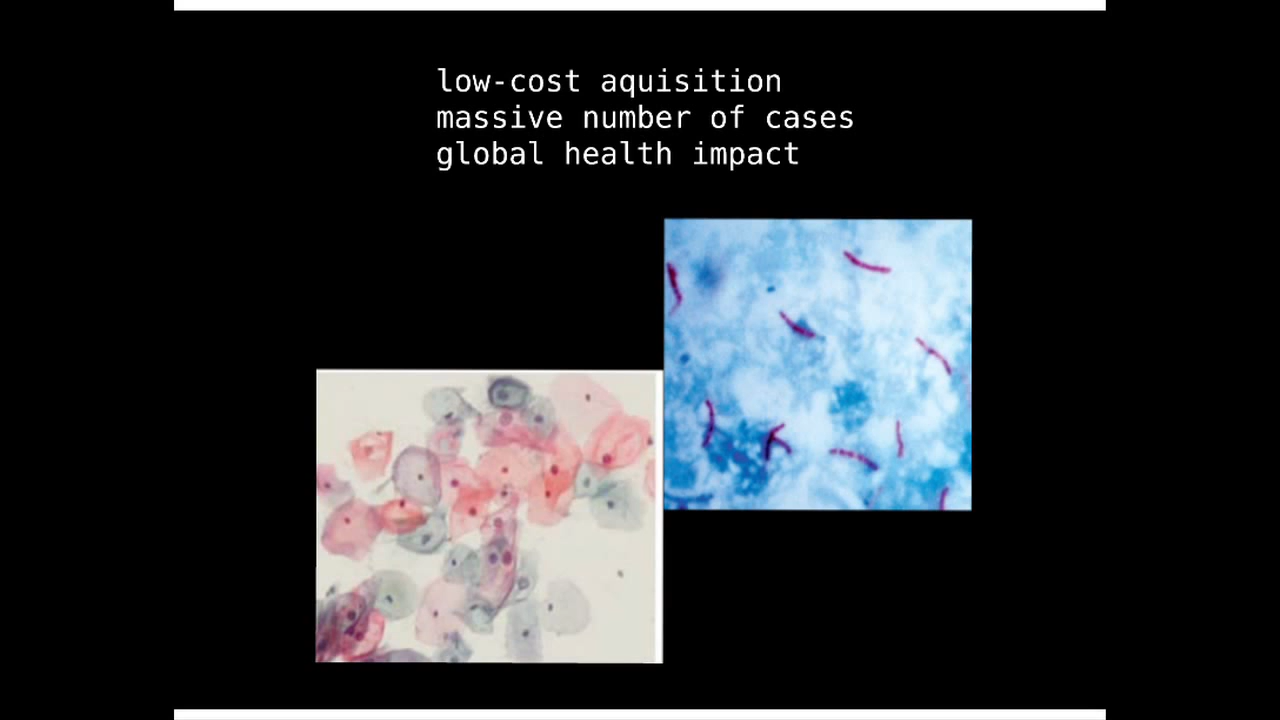 low-cost aquisition
massive number of cases
global health impact